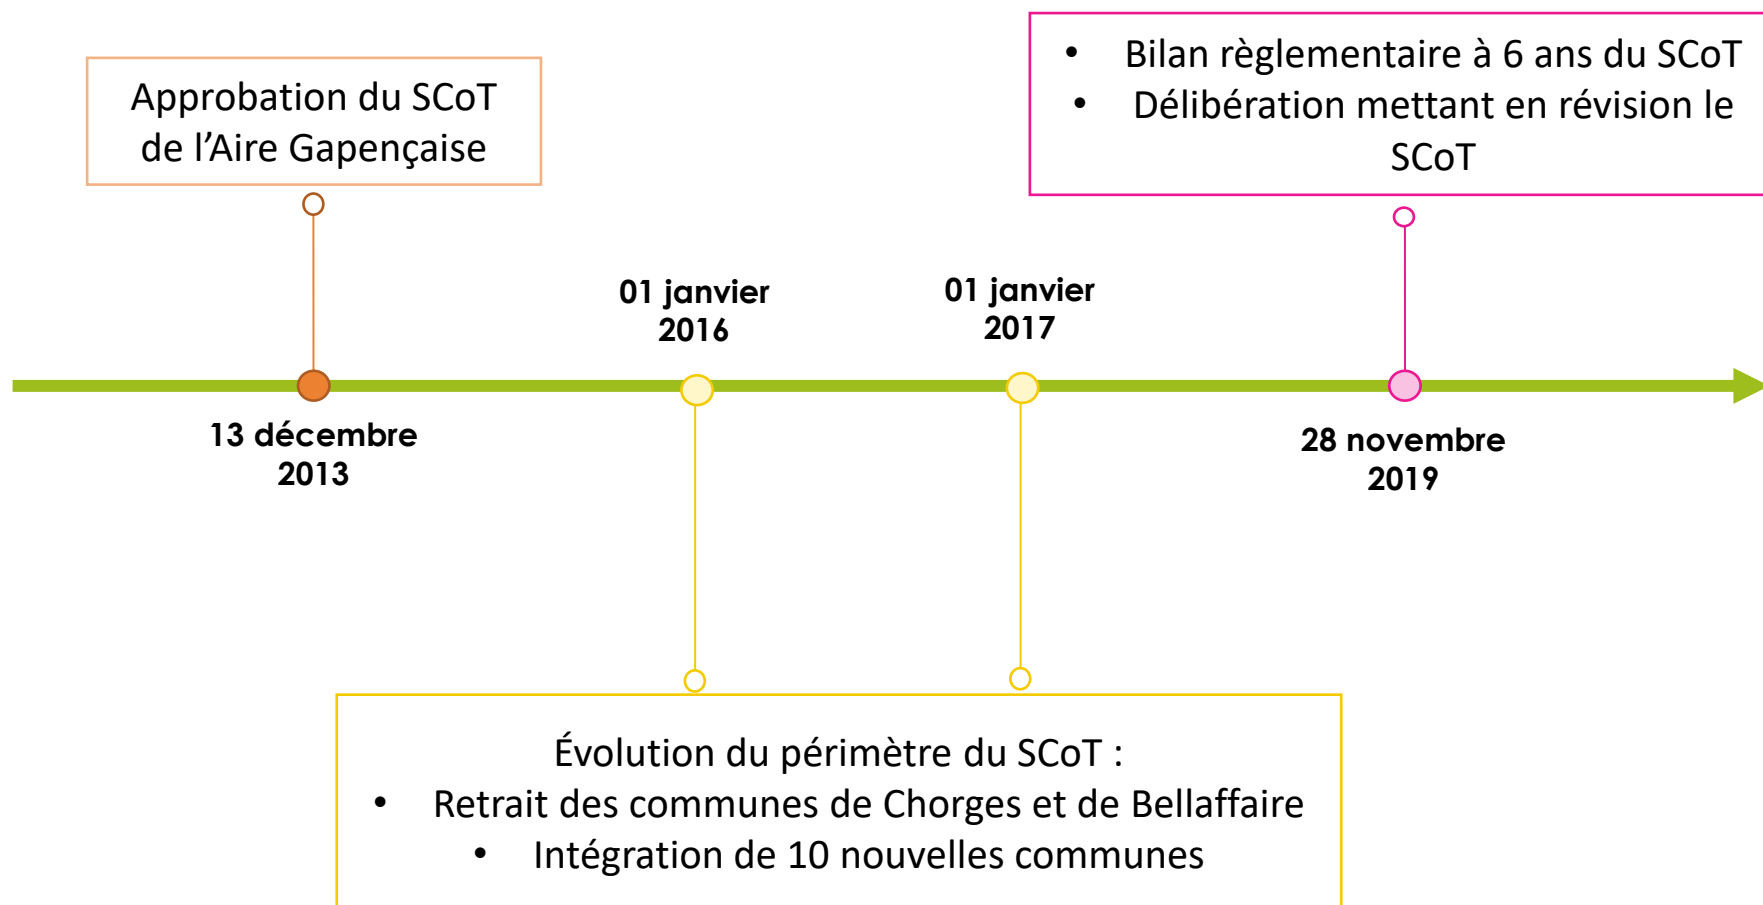 Approbation du SCoT
de l’Aire Gapençaise
• Bilan règlementaire à 6 ans du SCoT
• Délibération mettant en révision le
SCoT
01 janvier
2016
01 janvier
2017
13 décembre
2013
28 novembre
2019
Évolution du périmètre du SCoT :
• Retrait des communes de Chorges et de Bellaffaire
• Intégration de 10 nouvelles communes